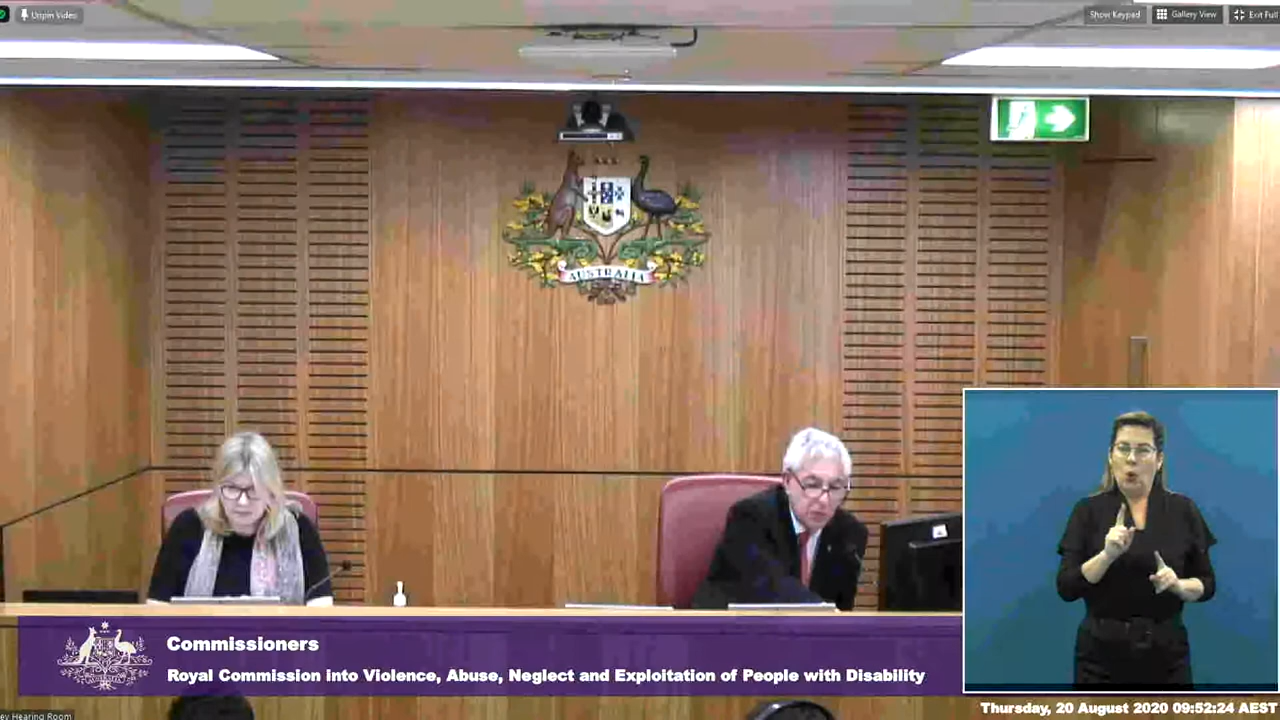 Unpin Video
Show Keypad
Gallery View
Exit Full
AUSTRALIA
Commissioners
Royal Commission into Violence, Abuse, Neglect and Exploitation of People with Disability
ey Hearing Room
Thursday, 20 August 2020 09:52:24 AEST